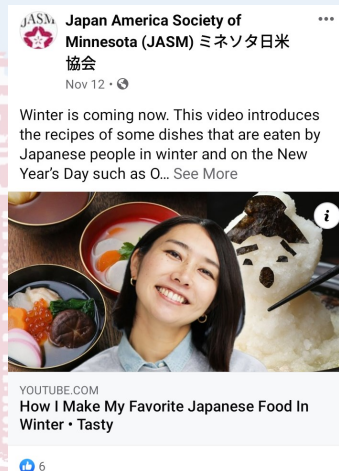 JASM
Japan America Society of
Minnesota (JASM) ミネソタ日米
協会
Nov 12 •
Winter is coming now. This video introduces
the recipes of some dishes that are eaten by
Japanese people in winter and on the New
Year's Day such as O... See More
i
YOUTUBE.COM
How I Make My Favorite Japanese Food In
Winter • Tasty
6